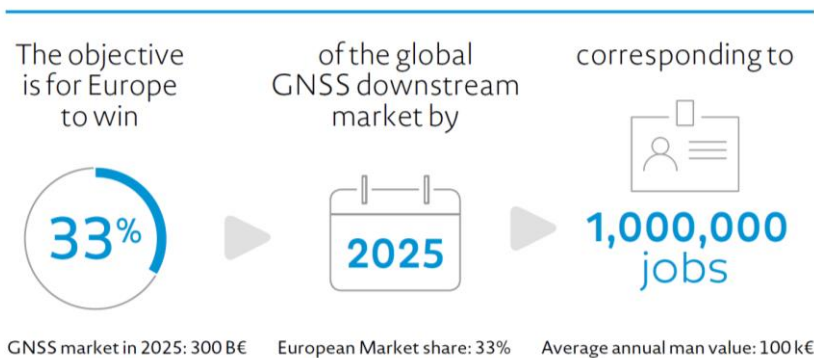 The objective
is for Europe
to win
33%
of the global
GNSS downstream
market by
2025
corresponding to
1,000,000
jobs
GNSS market in 2025: 300 B€
European Market share: 33%
Average annual man value: 100 k€